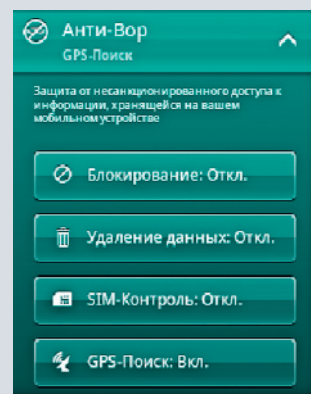 Анти-Вор
GPS-Поиск
Защита от несанкционированного доступа к
информации, хранящейся на вашем
мобильном устройстве
Блокирование: Откл.
Удаление данных: Откл.
SIM-Контроль: Откл.
GPS-Поиск: Вкл.